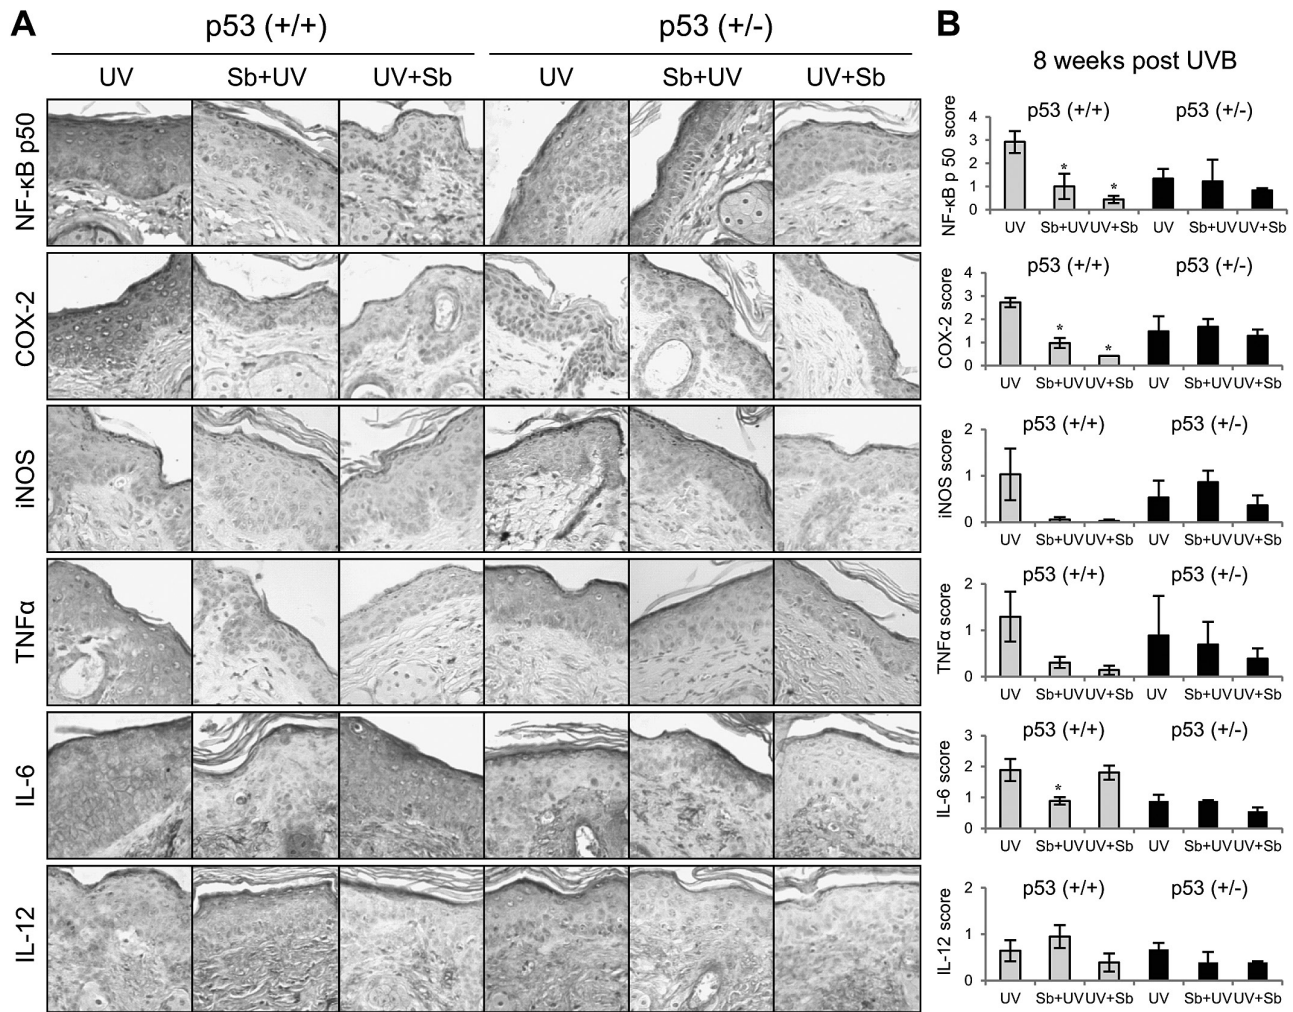 A
p53 (+/+)
p53 (+/-)
UV
Sb+UV
UV+Sb
UV
Sb+UV
UV+Sb
NF-κB p50
COX-2
iNOS
TNFα
IL-6
IL-12
B
8 weeks post UVB
NF-κB p 50 score
p53 (+/+)
p53 (+/-)
4
3
2
1
0
*
*
UV
Sb+UV
UV+Sb
UV
Sb+UV
UV+Sb
COX-2 score
p53 (+/+)
p53 (+/-)
4
3
2
1
0
*
*
UV
Sb+UV
UV+Sb
UV
Sb+UV
UV+Sb
iNOS score
p53 (+/+)
p53 (+/-)
2
1
0
UV
Sb+UV
UV+Sb
UV
Sb+UV
UV+Sb
TNFα score
p53 (+/+)
p53 (+/-)
2
1
0
UV
Sb+UV
UV+Sb
UV
Sb+UV
UV+Sb
IL-6 score
p53 (+/+)
p53 (+/-)
3
2
1
0
*
UV
Sb+UV
UV+Sb
UV
Sb+UV
UV+Sb
IL-12 score
p53 (+/+)
p53 (+/-)
2
1
0
UV
Sb+UV
UV+Sb
UV
Sb+UV
UV+Sb